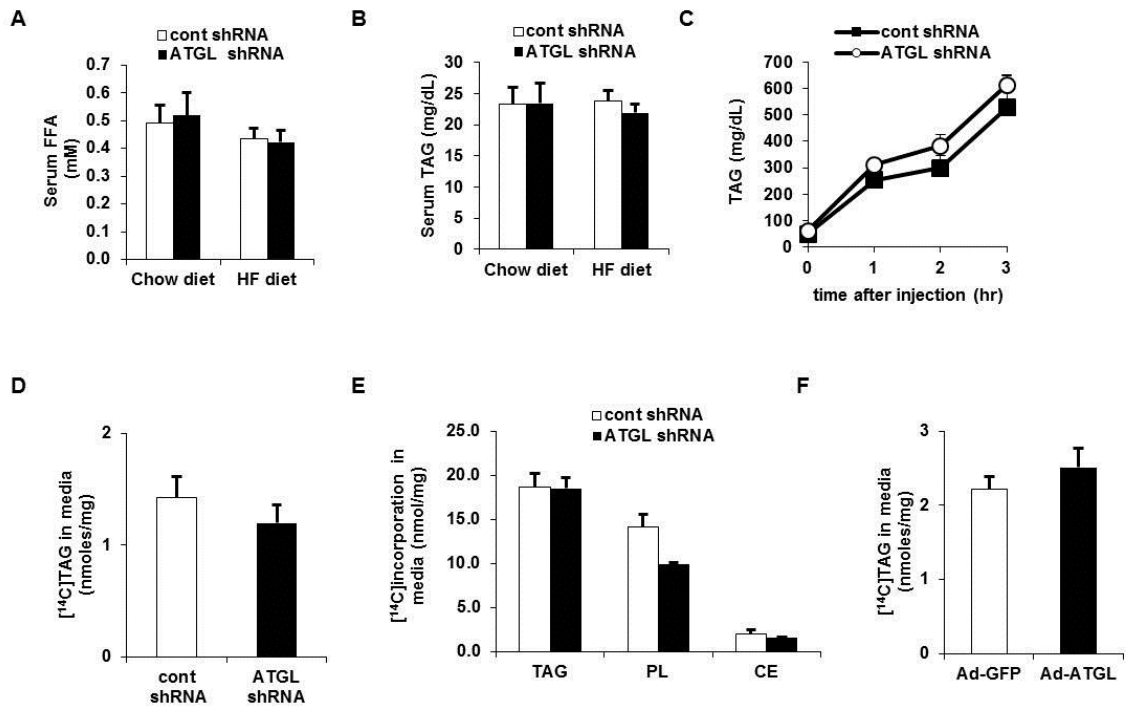 A
cont shRNA
ATGL shRNA
0.7
0.6
0.5
0.4
0.3
0.2
0.1
0.0
Serum FFA
(mM)
Chow diet HF diet
B
cont shRNA
ATGL shRNA
30
25
20
15
10
5
0
Serum TAG (mg/dL)
Chow diet HF diet
C
cont shRNA
ATGL shRNA
700
600
500
400
300
200
100
0
TAG (mg/dL)
0 1 2 3
time after injection (hr)
D
2
1
0
[¹⁴C]TAG in media
(nmoles/mg)
cont
shRNA
ATGL
shRNA
E
cont shRNA
ATGL shRNA
25.0
20.0
15.0
10.0
5.0
0.0
[¹⁴C]incorporation in
media (nmol/mg)
TAG PL CE
F
3
2
1
0
[¹⁴C]TAG in media
(nmoles/mg)
Ad-GFP Ad-ATGL